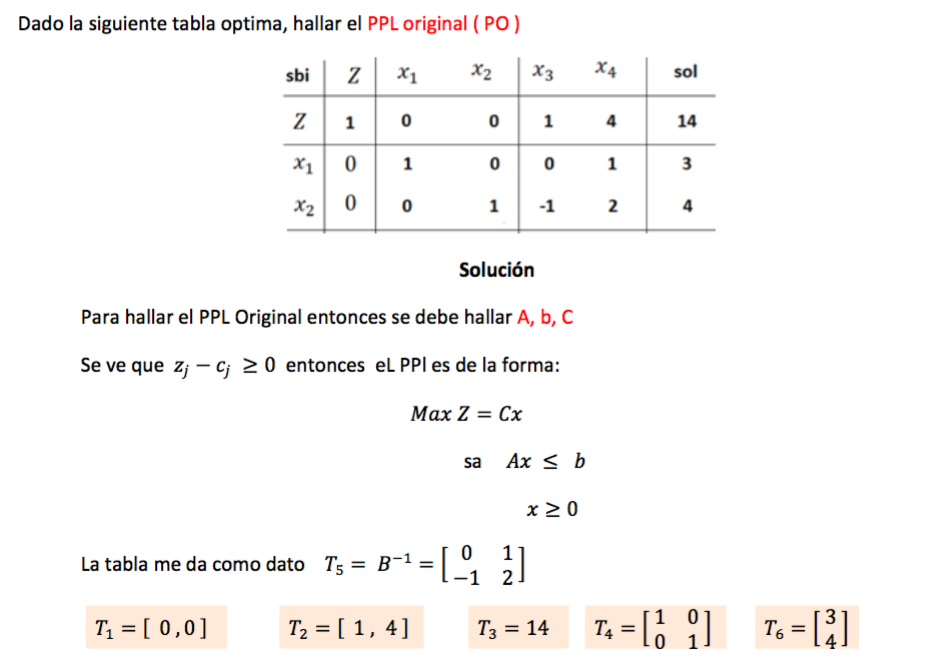 Dado la siguiente tabla optima, hallar el PPL original ( PO )
sbi Z x₁ x₂ x₃ x₄ sol
Z 1 0 0 1 4 14
x₁ 0 1 0 0 1 3
x₂ 0 0 1 -1 2 4
Solución
Para hallar el PPL Original entonces se debe hallar A, b, C
Se ve que zⱼ − cⱼ ≥ 0 entonces eL PPl es de la forma:
Max Z = Cx
sa Ax ≤ b
x ≥ 0
La tabla me da como dato T₅ = B⁻¹ = [0 1; −1 2]
T₁ = [ 0 ,0 ] T₂ = [ 1 , 4 ] T₃ = 14 T₄ = [1 0; 0 1] T₆ = [3; 4]